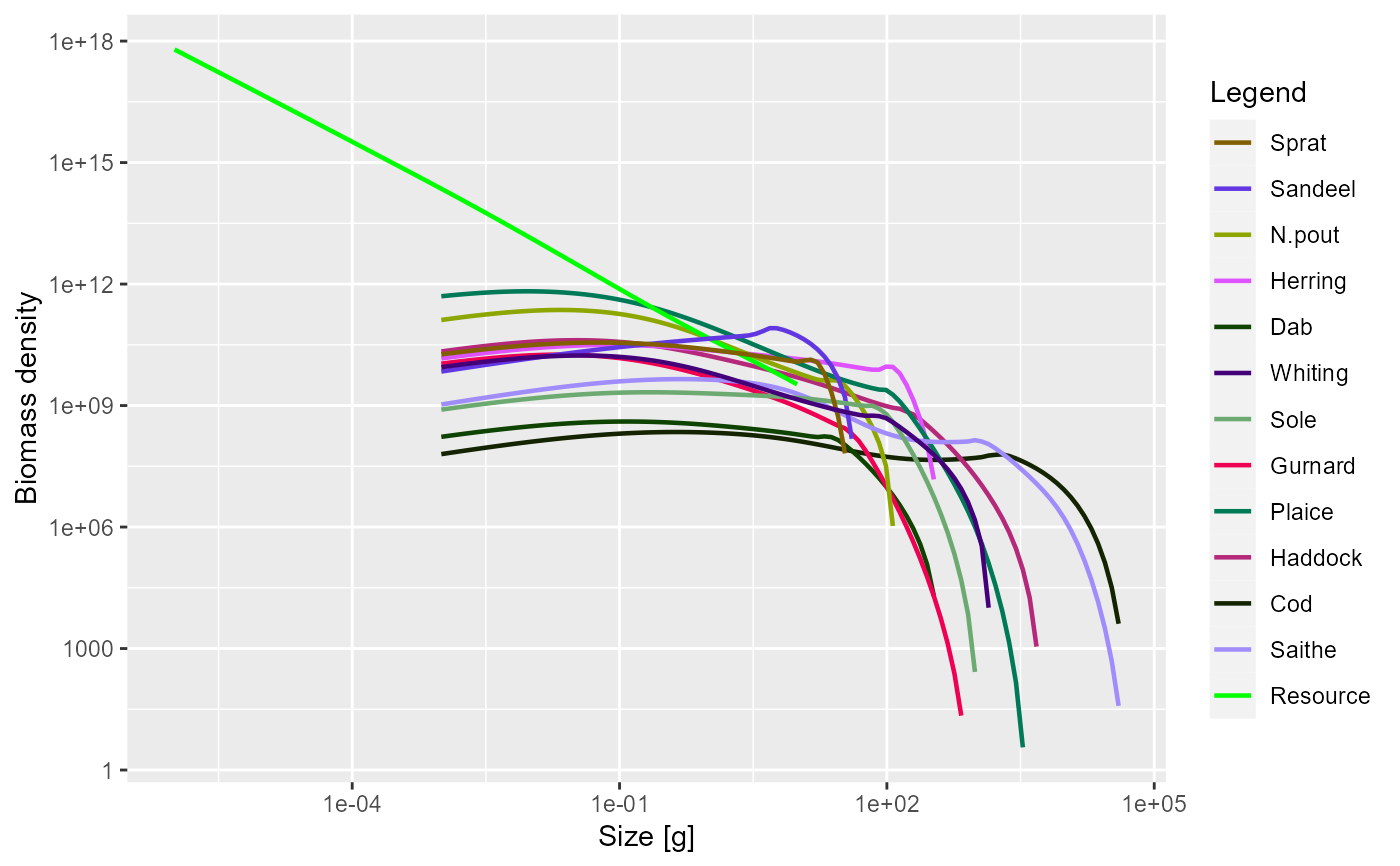 Biomass density
1e+18
1e+15
1e+12
1e+09
1e+06
1000
1
1e-04
1e-01
1e+02
1e+05
Size [g]
Legend
Sprat
Sandeel
N.pout
Herring
Dab
Whiting
Sole
Gurnard
Plaice
Haddock
Cod
Saithe
Resource